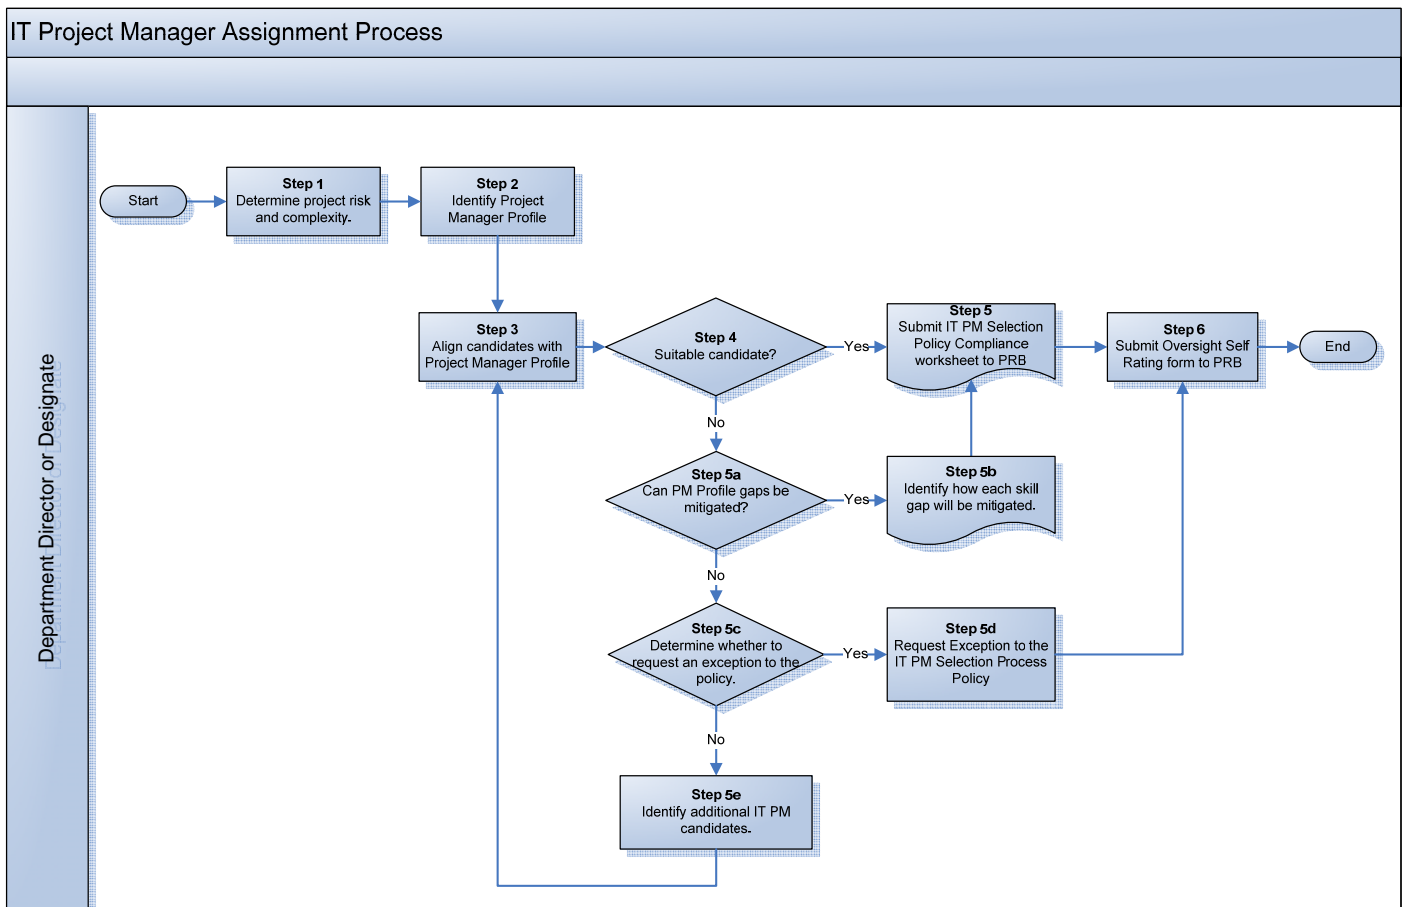 IT Project Manager Assignment Process
Department Director or Designate
Start
Step 1
Determine project risk
and complexity.
Step 2
Identify Project
Manager Profile
Step 3
Align candidates with
Project Manager Profile
Step 4
Suitable candidate?
Yes
Step 5
Submit IT PM Selection
Policy Compliance
worksheet to PRB
Step 6
Submit Oversight Self
Rating form to PRB
End
No
Step 5a
Can PM Profile gaps be
mitigated?
Yes
Step 5b
Identify how each skill
gap will be mitigated.
No
Step 5c
Determine whether to
request an exception to the
policy.
Yes
Step 5d
Request Exception to the
IT PM Selection Process
Policy
No
Step 5e
Identify additional IT PM
candidates.